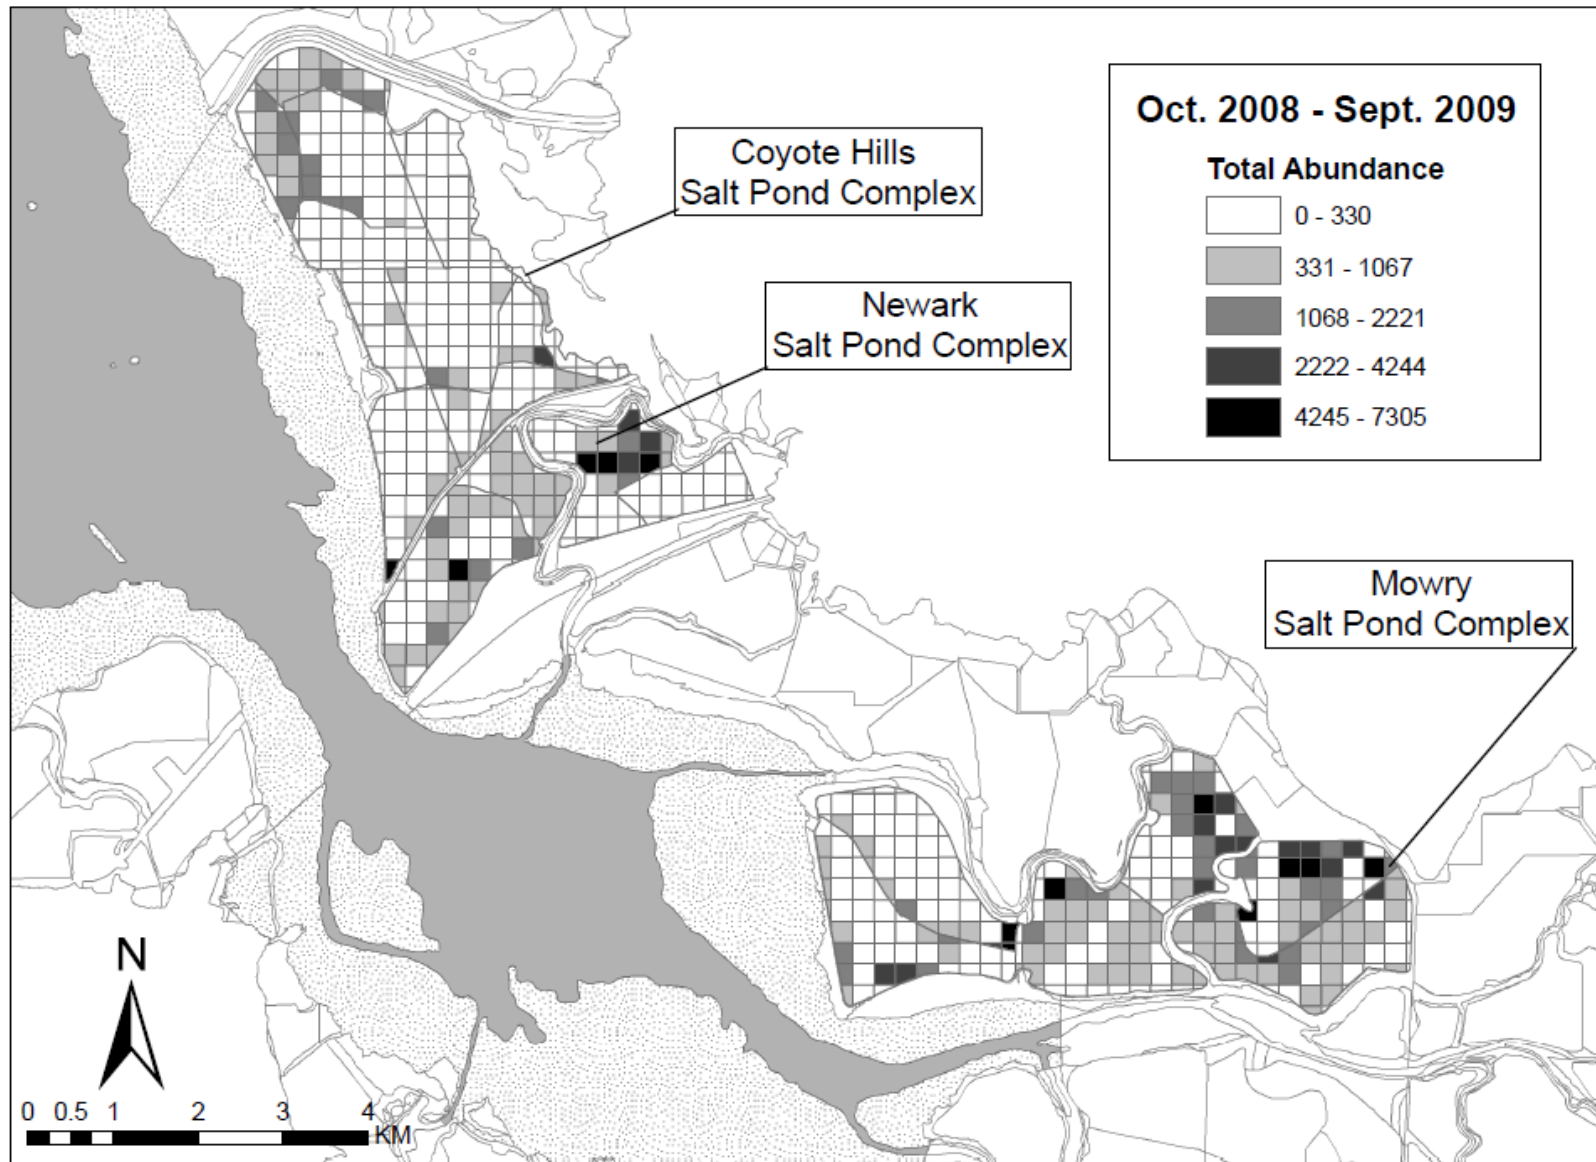 Oct. 2008 - Sept. 2009
Total Abundance
0 - 330
331 - 1067
1068 - 2221
2222 - 4244
4245 - 7305
Coyote Hills
Salt Pond Complex
Newark
Salt Pond Complex
Mowry
Salt Pond Complex
N
0 0.5 1 2 3 4
KM